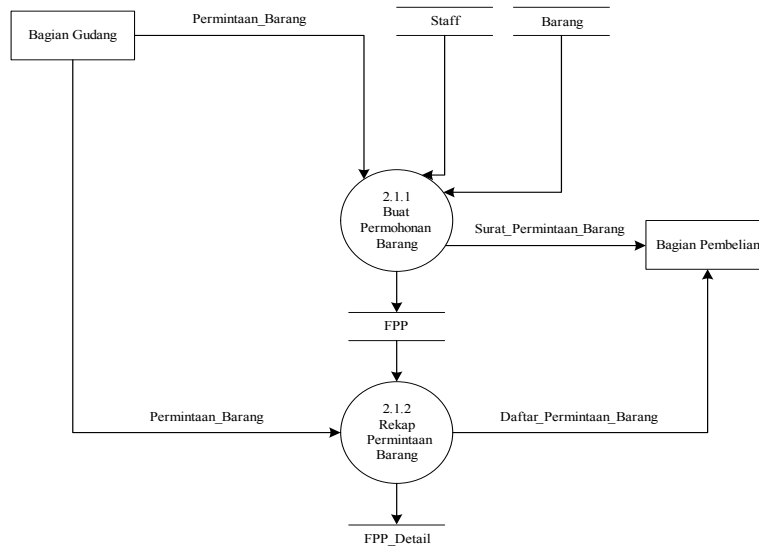 Permintaan_Barang
Staff
Barang
Bagian Gudang
2.1.1
Buat
Permohonan
Barang
Surat_Permintaan_Barang
Bagian Pembelian
FPP
Permintaan_Barang
2.1.2
Rekap
Permintaan
Barang
Daftar_Permintaan_Barang
FPP_Detail